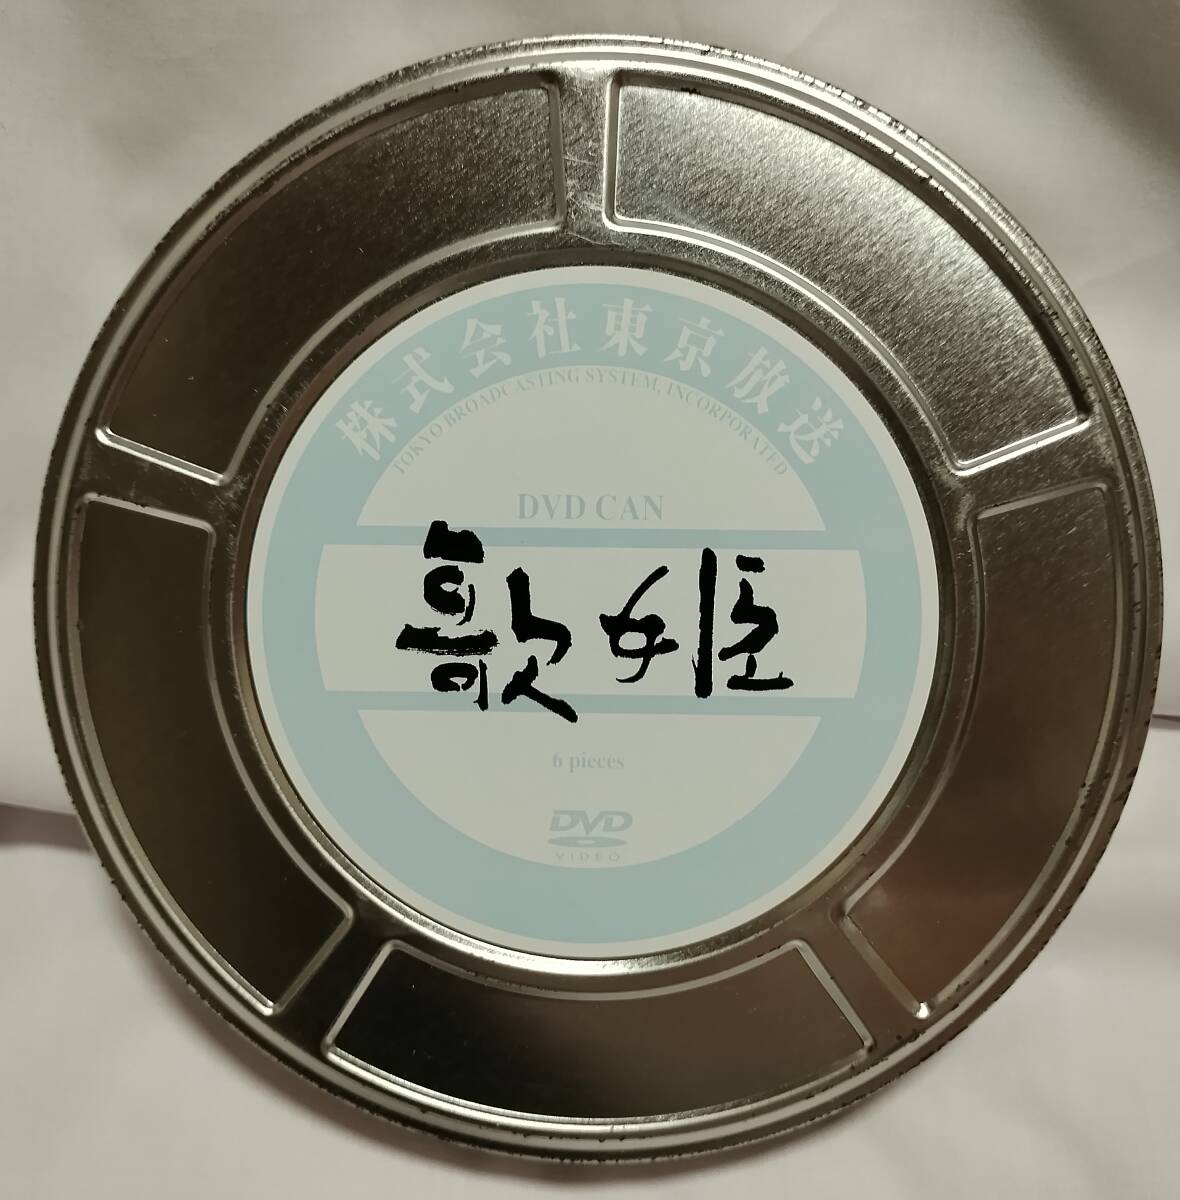 株式会社東京放送
TOKYO BROADCASTING SYSTEM, INCORPORATED
DVD CAN
歌姫
6 pieces
DVD
VIDEO